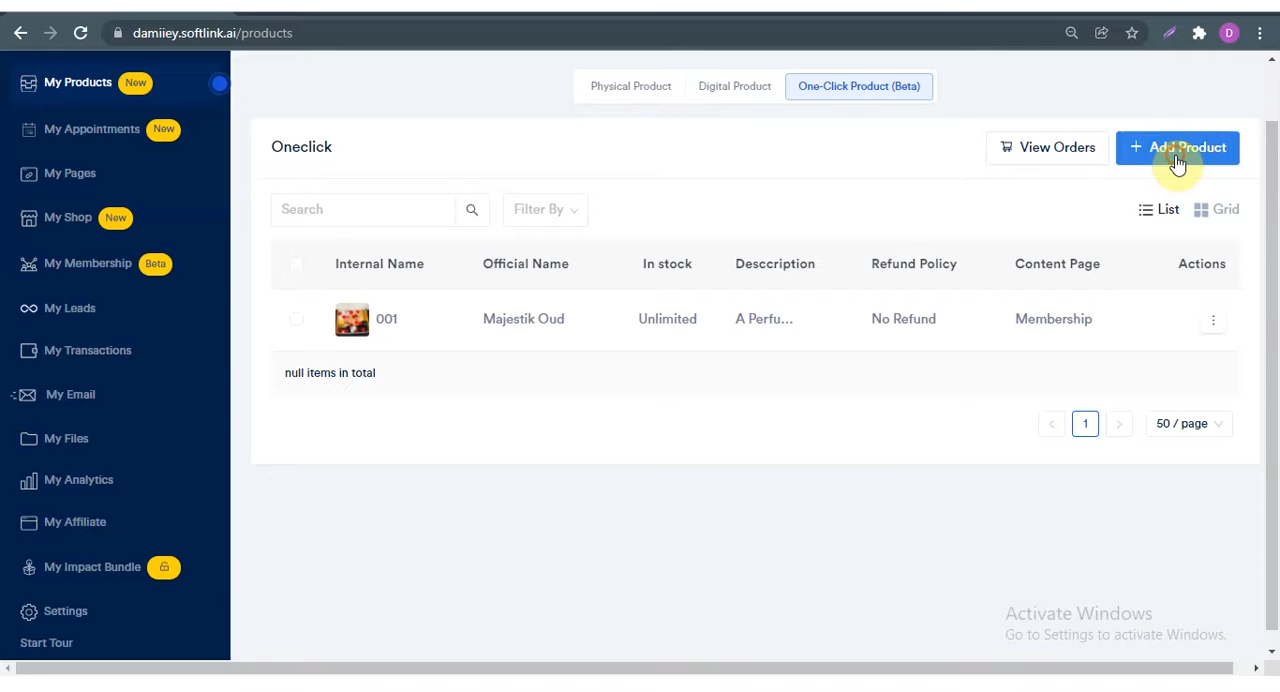 damiiey.softlink.ai/products
D
My Products New
My Appointments New
My Pages
My Shop New
My Membership Beta
My Leads
My Transactions
My Email
My Files
My Analytics
My Affiliate
My Impact Bundle
Settings
Start Tour
Physical Product Digital Product One-Click Product (Beta)
Oneclick View Orders + Add Product
Search Filter By List Grid
Internal Name Official Name In stock Desccription Refund Policy Content Page Actions
001 Majestik Oud Unlimited A Perfu... No Refund Membership
null items in total
< 1 > 50 / page
Activate Windows
Go to Settings to activate Windows.